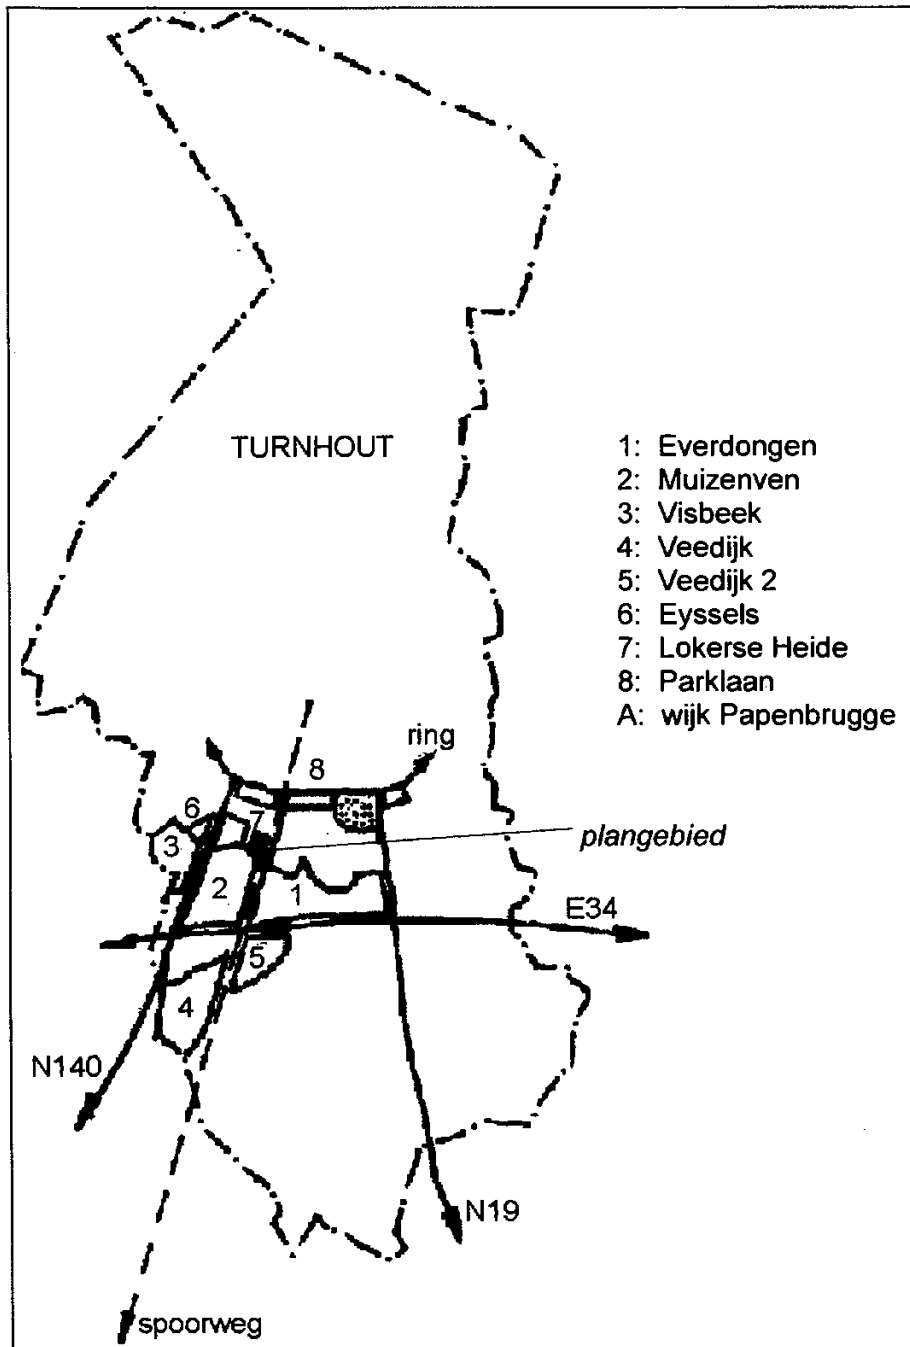 TURNHOUT
1: Everdongen
2: Muizenven
3: Visbeek
4: Veedijk
5: Veedijk 2
6: Eyssels
7: Lokerse Heide
8: Parklaan
A: wijk Papenbrugge
ring
8
6
7
3
plangebied
2
1
E34
5
4
N140
N19
spoorweg